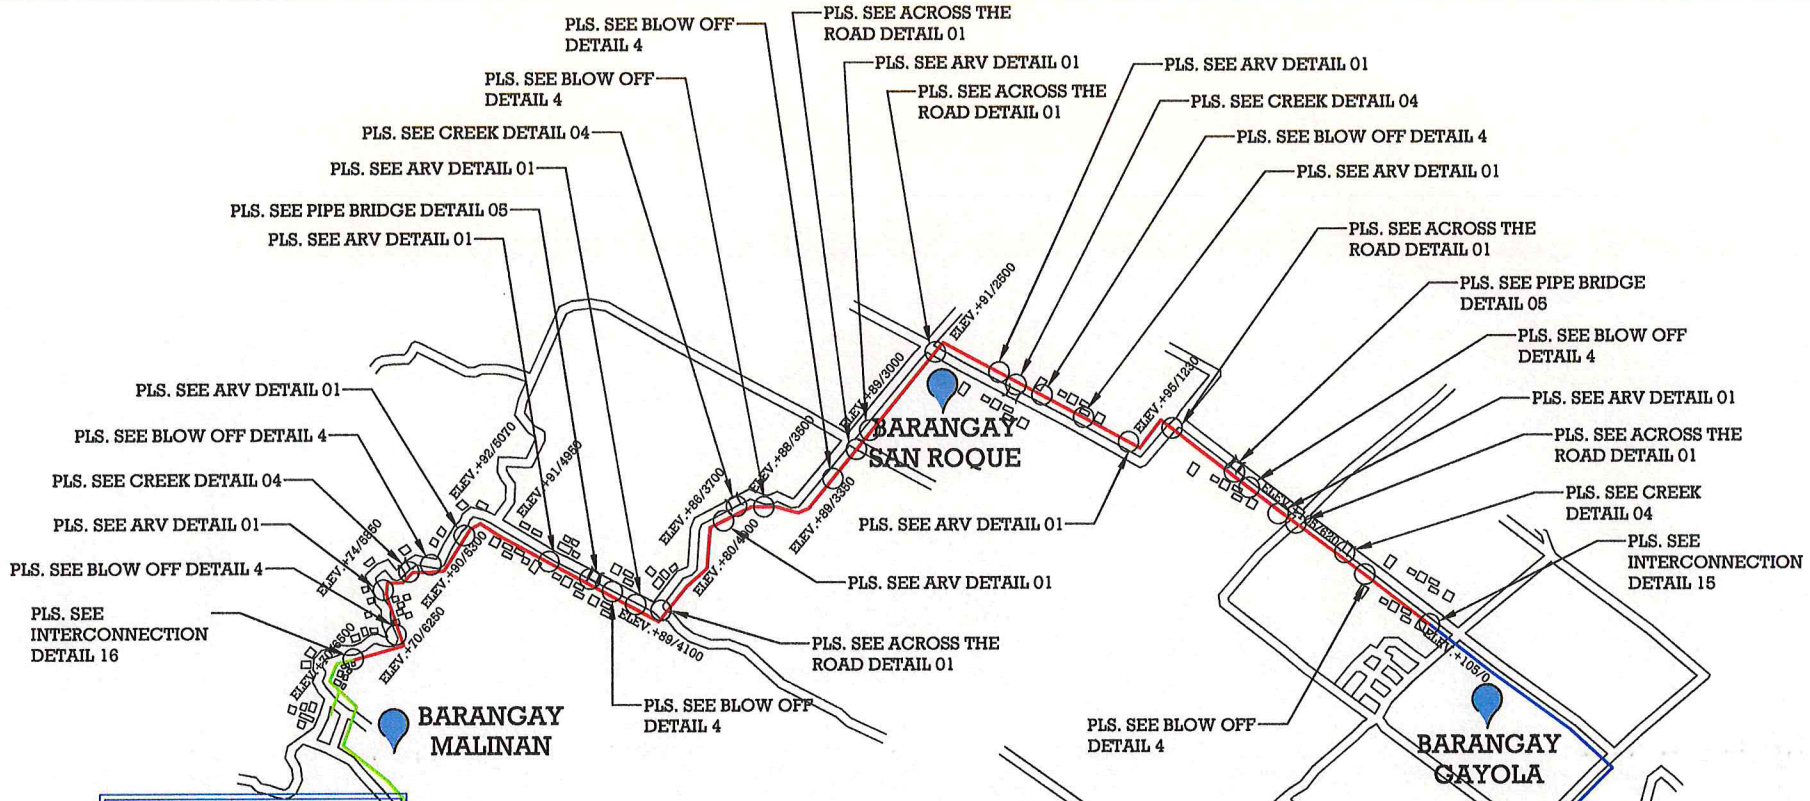 PLS. SEE ACROSS THE
ROAD DETAIL 01
PLS. SEE BLOW OFF
DETAIL 4
PLS. SEE ARV DETAIL 01
PLS. SEE ARV DETAIL 01
PLS. SEE BLOW OFF
DETAIL 4
PLS. SEE ACROSS THE
ROAD DETAIL 01
PLS. SEE CREEK DETAIL 04
PLS. SEE CREEK DETAIL 04
PLS. SEE BLOW OFF DETAIL 4
PLS. SEE ARV DETAIL 01
PLS. SEE ARV DETAIL 01
PLS. SEE PIPE BRIDGE DETAIL 05
PLS. SEE ARV DETAIL 01
PLS. SEE ACROSS THE
ROAD DETAIL 01
PLS. SEE PIPE BRIDGE
DETAIL 05
ELEV.+91/2500
PLS. SEE BLOW OFF
DETAIL 4
ELEV.+89/3000
ELEV.+95/1230
PLS. SEE ARV DETAIL 01
PLS. SEE ARV DETAIL 01
BARANGAY
SAN ROQUE
PLS. SEE BLOW OFF DETAIL 4
ELEV.+92/5070
ELEV.+88/3500
PLS. SEE ACROSS THE
ROAD DETAIL 01
PLS. SEE CREEK DETAIL 04
ELEV.+91/4950
ELEV.+86/3700
PLS. SEE CREEK
DETAIL 04
PLS. SEE ARV DETAIL 01
ELEV.+89/3350
PLS. SEE ARV DETAIL 01
ELEV.+74/5850
ELEV.+90/5300
ELEV.+80/4000
PLS. SEE
INTERCONNECTION
DETAIL 15
PLS. SEE BLOW OFF DETAIL 4
PLS. SEE ARV DETAIL 01
PLS. SEE
INTERCONNECTION
DETAIL 16
ELEV.+70/6250
ELEV.+89/4100
PLS. SEE ACROSS THE
ROAD DETAIL 01
ELEV.+105/0
PLS. SEE BLOW OFF
DETAIL 4
PLS. SEE BLOW OFF
DETAIL 4
BARANGAY
MALINAN
BARANGAY
GAYOLA